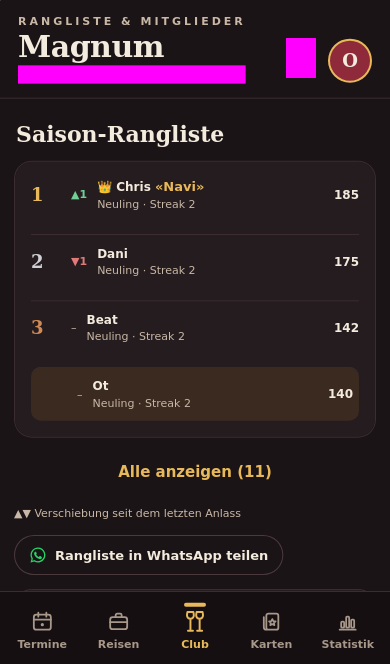 RANGLISTE & MITGLIEDER
Magnum
O
Saison-Rangliste
1 ▲1 👑 Chris «Navi» 185
Neuling · Streak 2
2 ▼1 Dani 175
Neuling · Streak 2
3 – Beat 142
Neuling · Streak 2
– Ot 140
Neuling · Streak 2
Alle anzeigen (11)
▲▼ Verschiebung seit dem letzten Anlass
Rangliste in WhatsApp teilen
Termine Reisen Club Karten Statistik